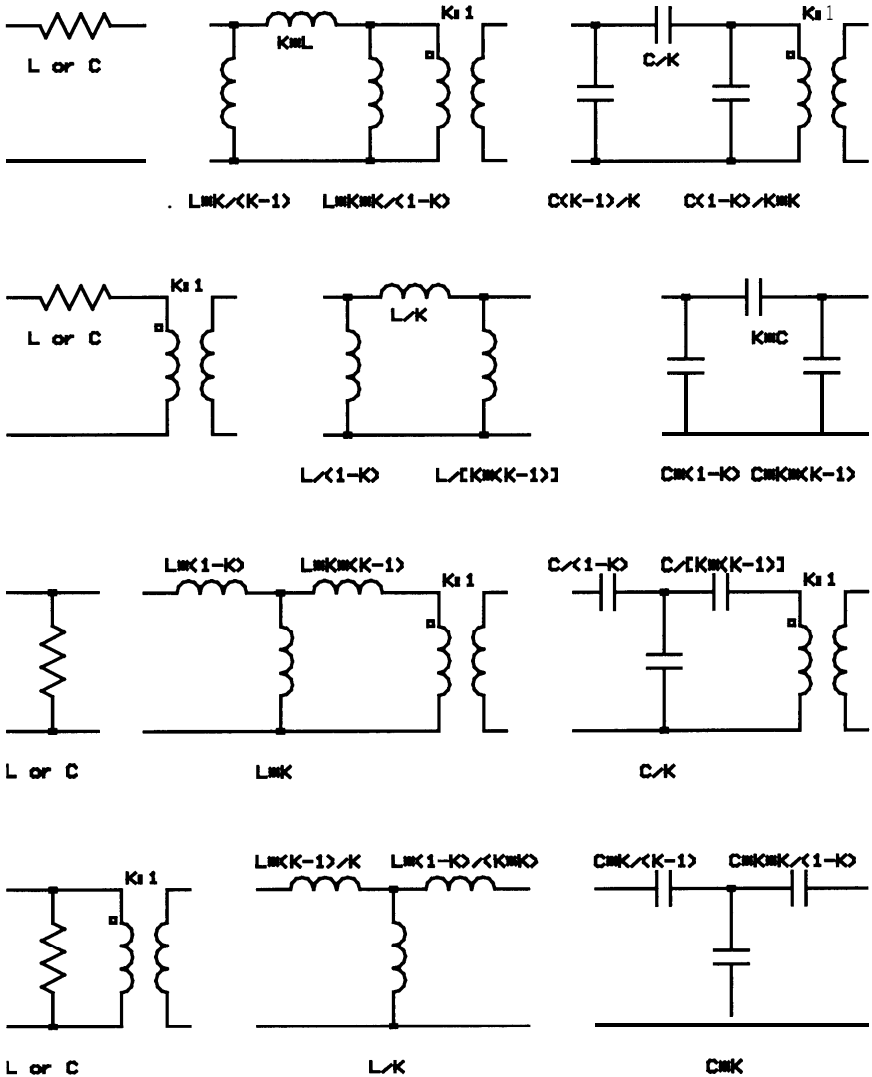 K:1 K:1
L or C K*L C/K
. L*K/(K-1) L*K*K/(1-K) C(K-1)/K C(1-K)/K*K
K:1
L or C L/K K*C
L/(1-K) L/[K*(K-1)] C*(1-K) C*K*(K-1)
L*(1-K) L*K*(K-1) C/(1-K) C/[K*(K-1)]
K:1 K:1
L or C L*K C/K
L*(K-1)/K L*(1-K)/(K*K) C*K/(K-1) C*K*K/(1-K)
K:1
L or C L/K C*K